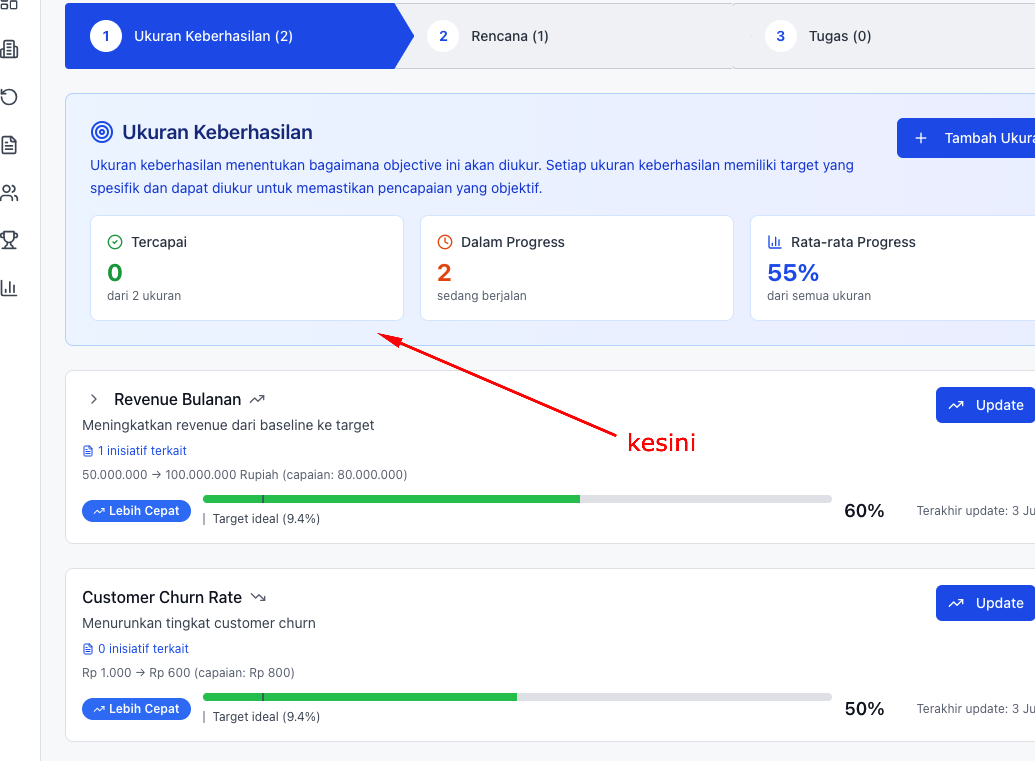 1 Ukuran Keberhasilan (2)
2 Rencana (1)
3 Tugas (0)
Ukuran Keberhasilan
+ Tambah Ukura
Ukuran keberhasilan menentukan bagaimana objective ini akan diukur. Setiap ukuran keberhasilan memiliki target yang
spesifik dan dapat diukur untuk memastikan pencapaian yang objektif.
Tercapai
0
dari 2 ukuran
Dalam Progress
2
sedang berjalan
Rata-rata Progress
55%
dari semua ukuran
kesini
Revenue Bulanan
Update
Meningkatkan revenue dari baseline ke target
1 inisiatif terkait
50.000.000 → 100.000.000 Rupiah (capaian: 80.000.000)
Lebih Cepat
| Target ideal (9.4%)
60%
Terakhir update: 3 Ju
Customer Churn Rate
Update
Menurunkan tingkat customer churn
0 inisiatif terkait
Rp 1.000 → Rp 600 (capaian: Rp 800)
Lebih Cepat
| Target ideal (9.4%)
50%
Terakhir update: 3 Ju